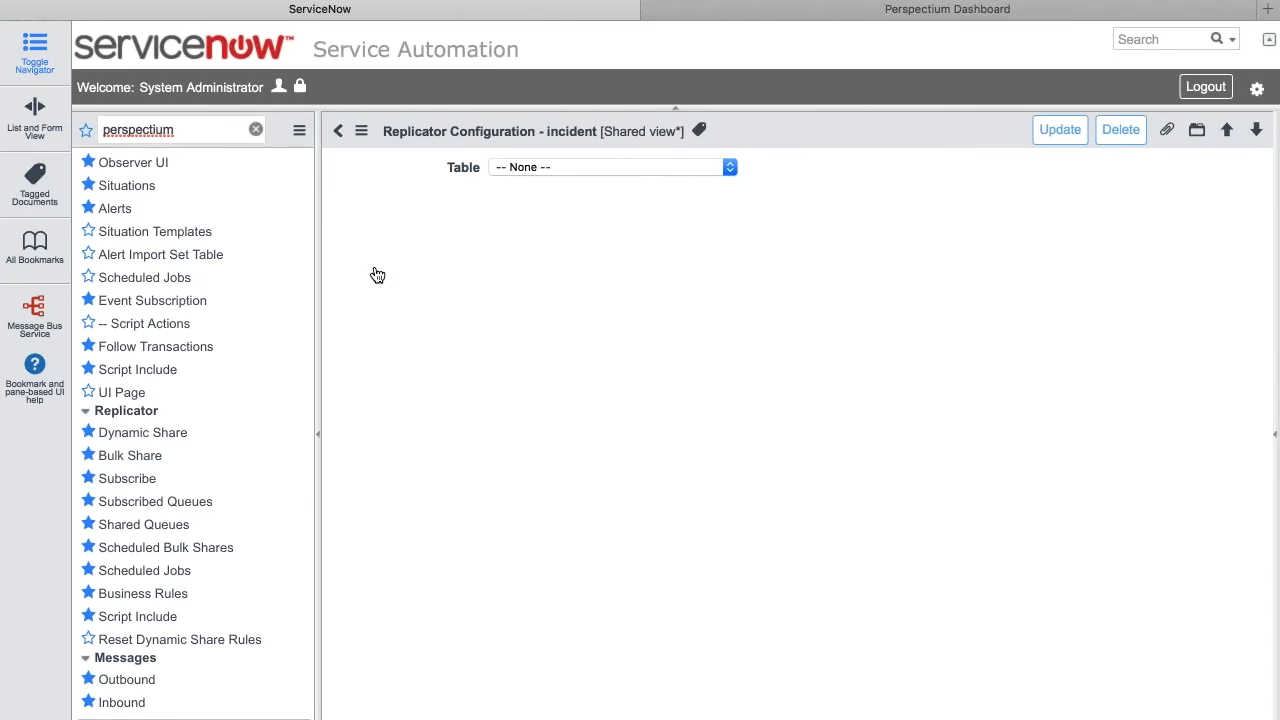 ServiceNow
Perspectium Dashboard
Toggle
Navigator
List and Form
View
Tagged
Documents
All Bookmarks
Message Bus
Service
Bookmark and
pane-based UI
help
servicenow™ Service Automation
Search
Welcome: System Administrator
Logout
perspectium
Observer UI
Situations
Alerts
Situation Templates
Alert Import Set Table
Scheduled Jobs
Event Subscription
-- Script Actions
Follow Transactions
Script Include
UI Page
Replicator
Dynamic Share
Bulk Share
Subscribe
Subscribed Queues
Shared Queues
Scheduled Bulk Shares
Scheduled Jobs
Business Rules
Script Include
Reset Dynamic Share Rules
Messages
Outbound
Inbound
Replicator Configuration - incident [Shared view*]
Update
Delete
Table
-- None --